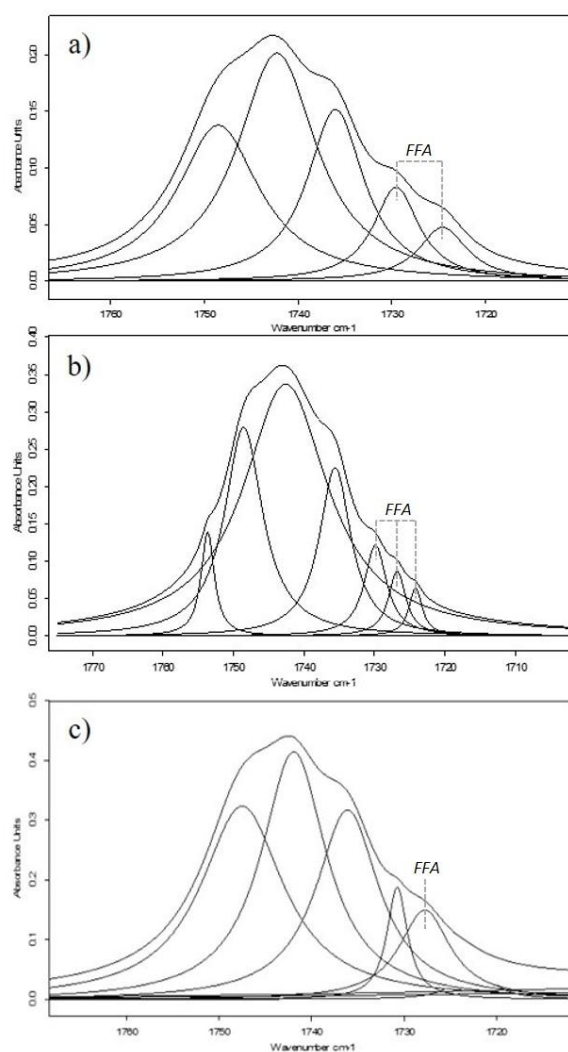 a)
FFA
Absorbance Units
0.20
0.15
0.10
0.05
0.00
1760 1750 1740 1730 1720
Wavenumber cm-1
b)
FFA
Absorbance Units
0.40
0.35
0.30
0.25
0.20
0.15
0.10
0.05
0.00
1770 1760 1750 1740 1730 1720 1710
Wavenumber cm-1
c)
FFA
Absorbance Units
0.5
0.4
0.3
0.2
0.1
0.0
1760 1750 1740 1730 1720
Wavenumber cm-1